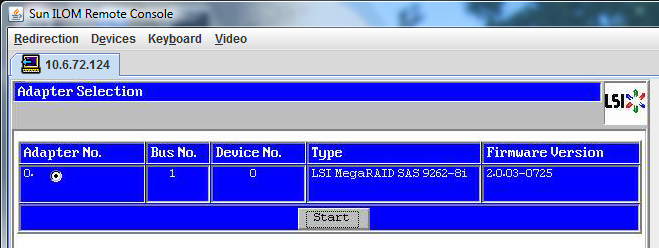 Sun ILOM Remote Console
Redirection Devices Keyboard Video
10.6.72.124
Adapter Selection
LSI
Adapter No. Bus No. Device No. Type Firmware Version
0. 1 0 LSI MegaRAID SAS 9262-8i 2.0.03-0725
Start